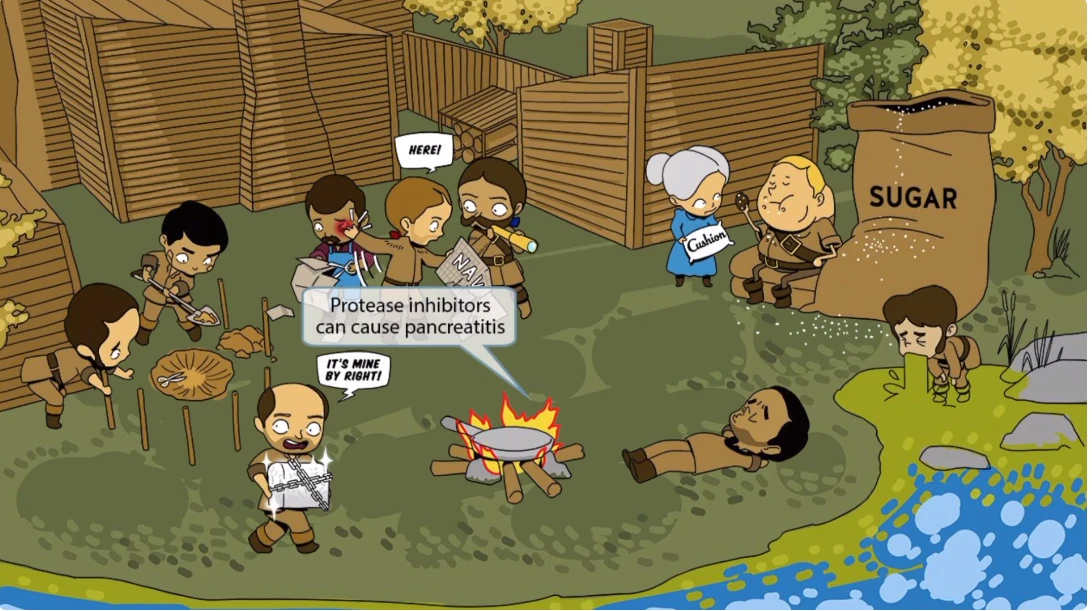 HERE!
SUGAR
Cushion
NAV
Protease inhibitors
can cause pancreatitis
IT'S MINE
BY RIGHT!